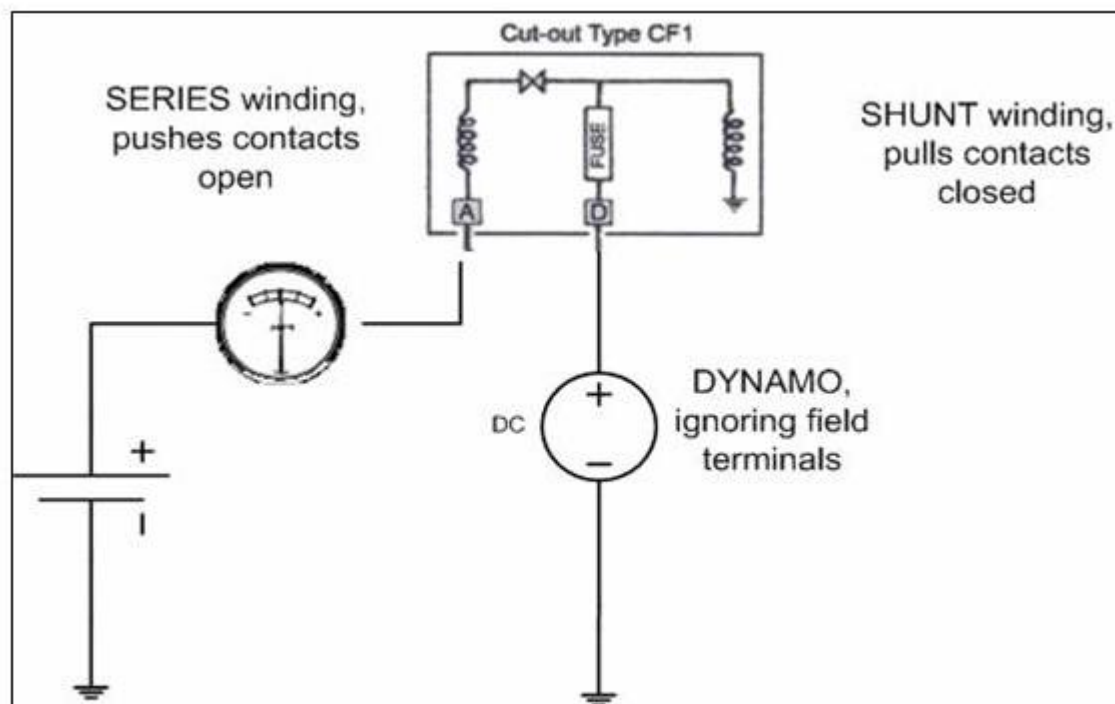 Cut-out Type CF1
SERIES winding,
pushes contacts
open
FUSE
SHUNT winding,
pulls contacts
closed
A
D
- +
+
–
DC
+
–
DYNAMO,
ignoring field
terminals